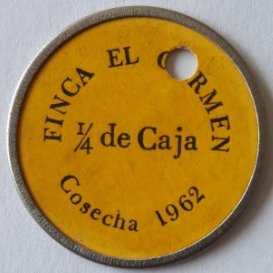 FINCA EL CARMEN
¼ de Caja
Cosecha 1962